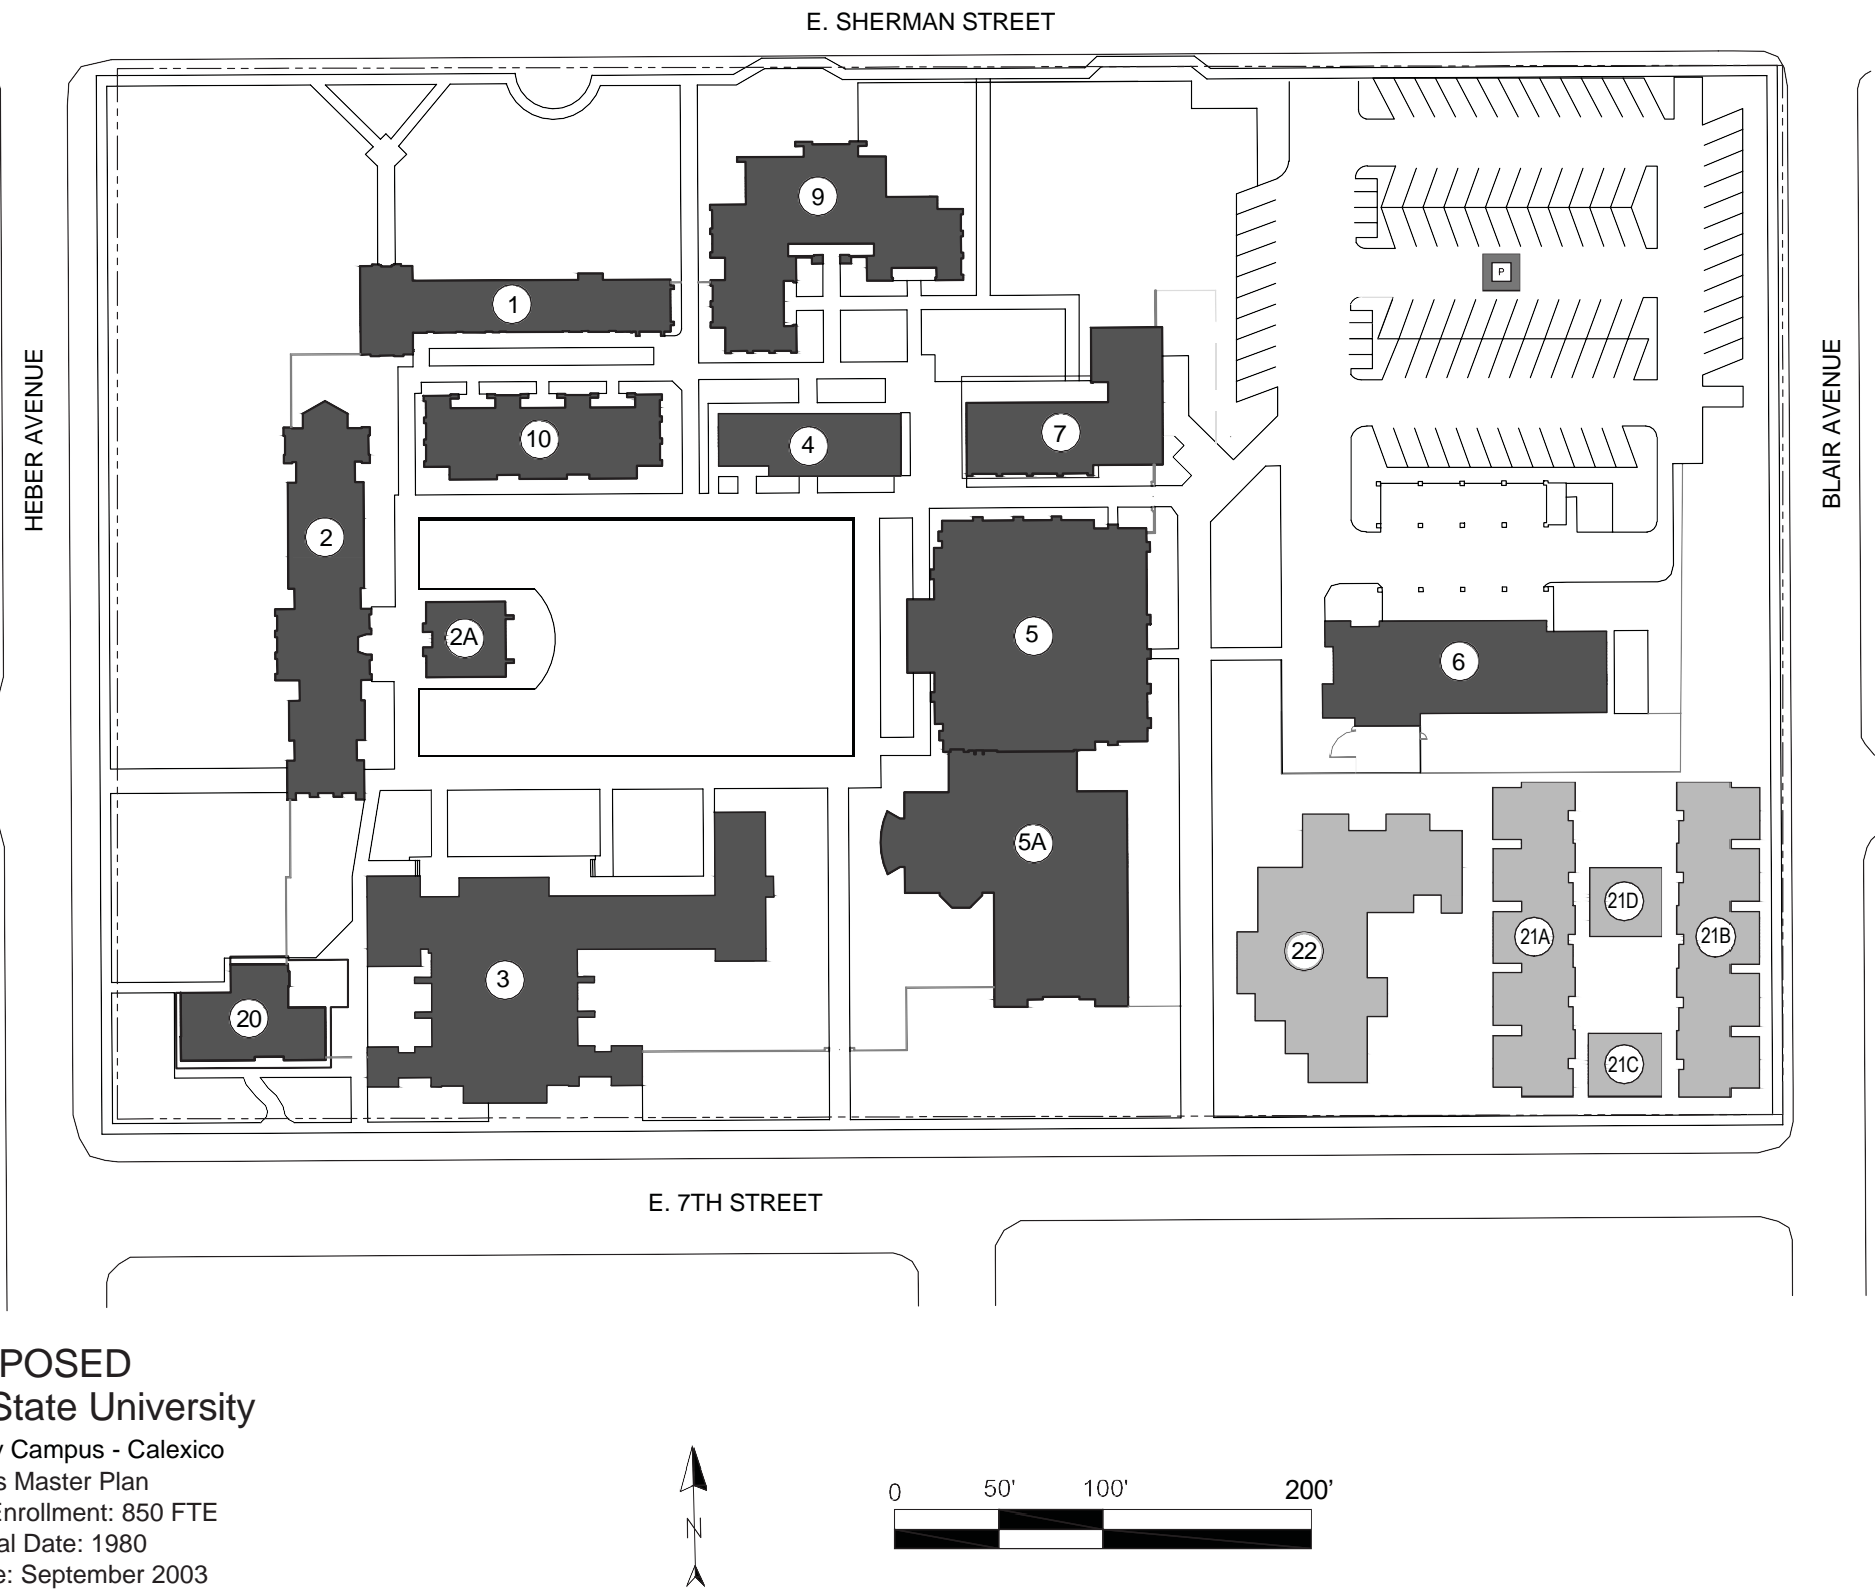 E. SHERMAN STREET
9
P
1
HEBER AVENUE
BLAIR AVENUE
10
4
7
2
2A
5
6
5A
22
21A
21D
21B
3
20
21C
E. 7TH STREET
POSED
State University
Campus - Calexico
s Master Plan
Enrollment: 850 FTE
al Date: 1980
e: September 2003
N
0 50' 100' 200'